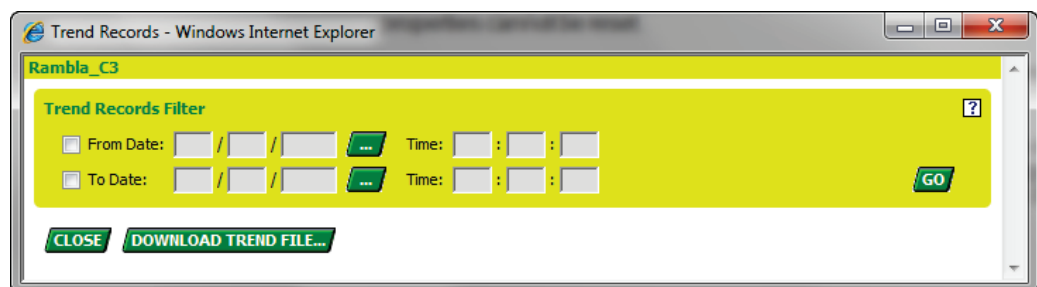 Trend Records - Windows Internet Explorer
Rambla_C3
Trend Records Filter
?
From Date: / / ... Time: : :
To Date: / / ... Time: : :
GO
CLOSE DOWNLOAD TREND FILE...